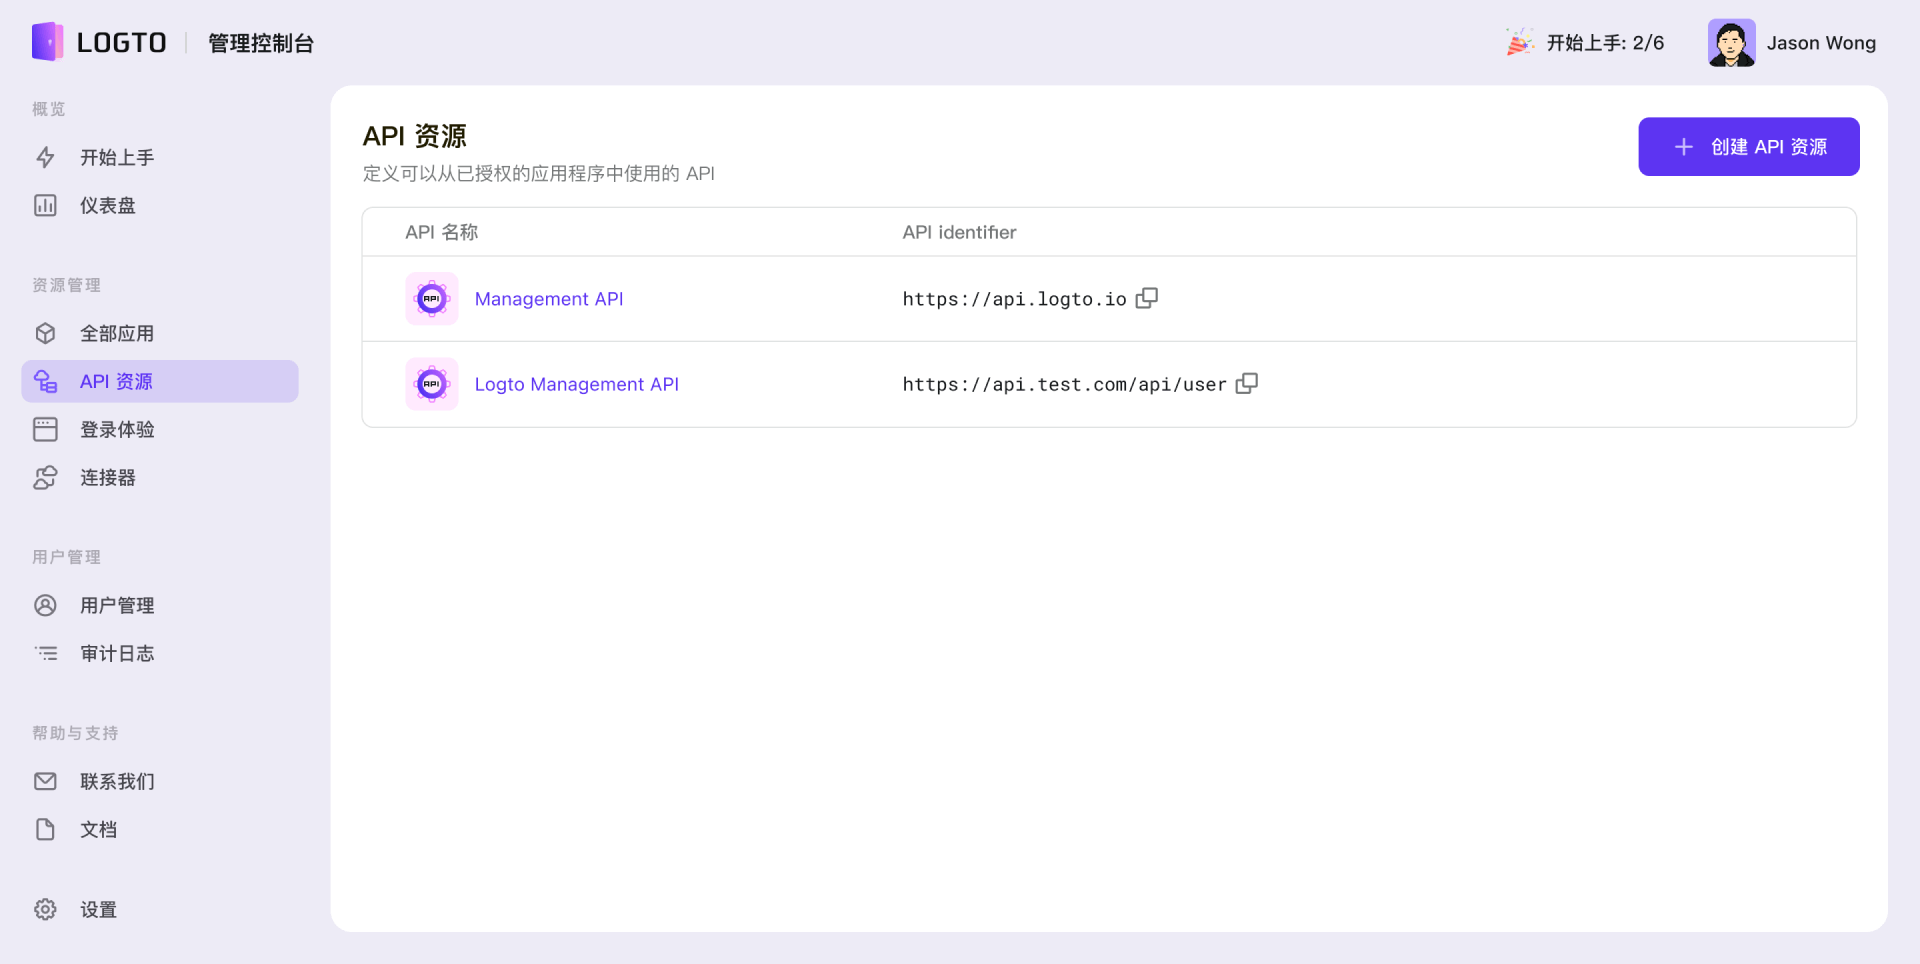 LOGTO
管理控制台
开始上手: 2/6
Jason Wong
概览
开始上手
仪表盘
资源管理
全部应用
API 资源
登录体验
连接器
用户管理
用户管理
审计日志
帮助与支持
联系我们
文档
设置
API 资源
定义可以从已授权的应用程序中使用的 API
创建 API 资源
API 名称
API identifier
API
Management API
https://api.logto.io
API
Logto Management API
https://api.test.com/api/user